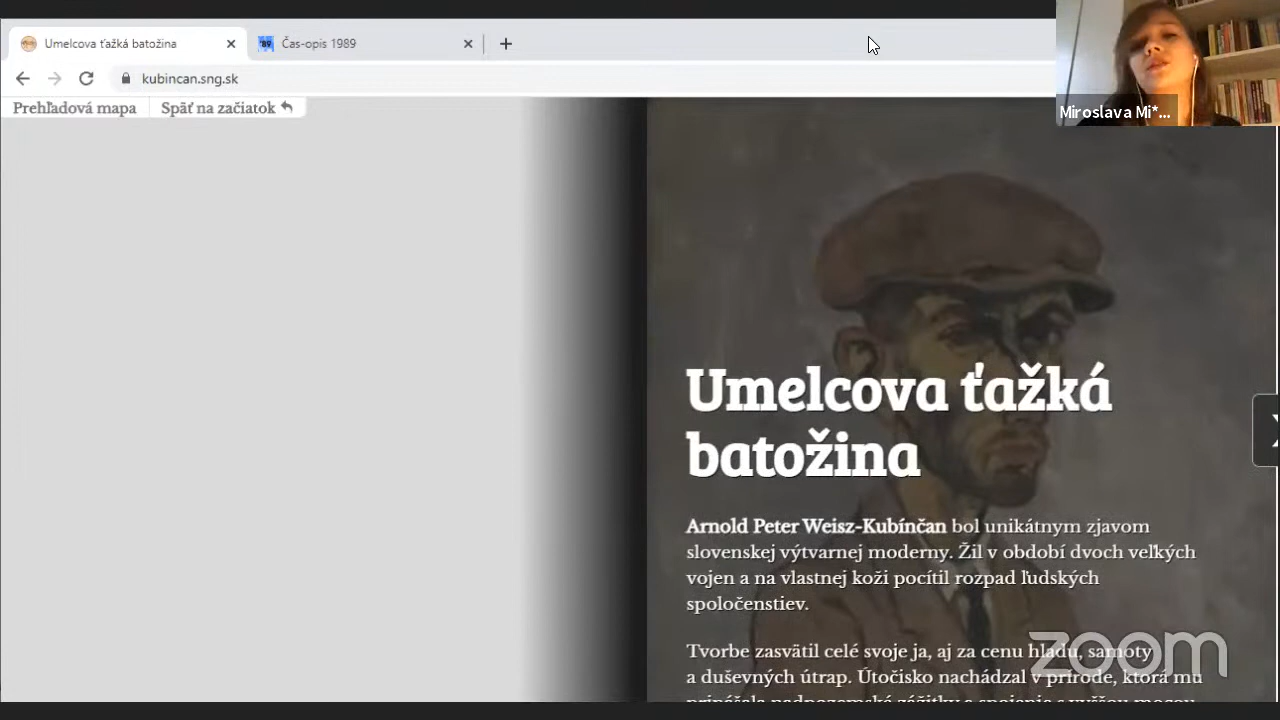 Umelcova ťažká batožina
Čas-opis 1989
kubincan.sng.sk
Prehľadová mapa
Späť na začiatok
Miroslava Mi*...
Umelcova ťažká
batožina
Arnold Peter Weisz-Kubínčan bol unikátnym zjavom
slovenskej výtvarnej moderny. Žil v období dvoch veľkých
vojen a na vlastnej koži pocítil rozpad ľudských
spoločenstiev.
Tvorbe zasvätil celé svoje ja, aj za cenu hladu, samoty
a duševných útrap. Útočisko nachádzal v prírode, ktorá mu
zoom